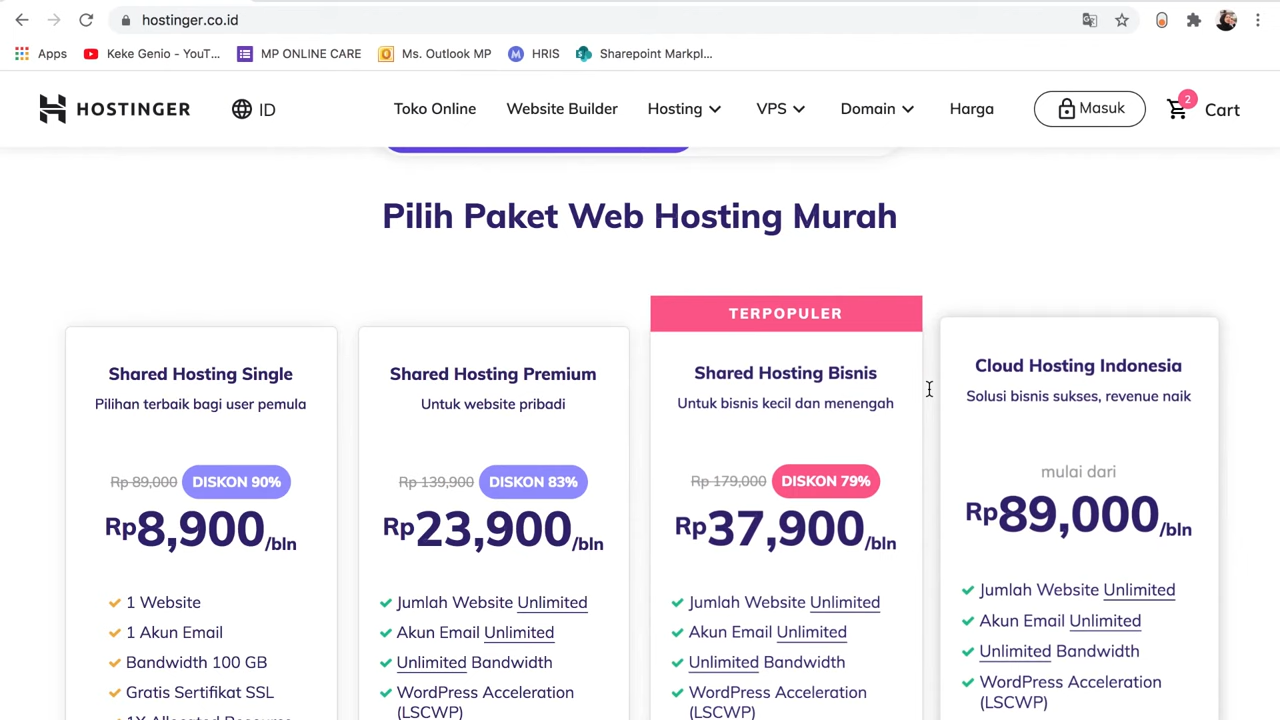 hostinger.co.id
Apps
Keke Genio - YouT...
MP ONLINE CARE
Ms. Outlook MP
HRIS
Sharepoint Markpl...
HOSTINGER
ID
Toko Online
Website Builder
Hosting
VPS
Domain
Harga
Masuk
2
Cart
Pilih Paket Web Hosting Murah
Shared Hosting Single
Pilihan terbaik bagi user pemula
Rp 89,000 DISKON 90%
Rp8,900/bln
1 Website
1 Akun Email
Bandwidth 100 GB
Gratis Sertifikat SSL
1X Allocated Resource
Shared Hosting Premium
Untuk website pribadi
Rp 139,900 DISKON 83%
Rp23,900/bln
Jumlah Website Unlimited
Akun Email Unlimited
Unlimited Bandwidth
WordPress Acceleration
(LSCWP)
TERPOPULER
Shared Hosting Bisnis
Untuk bisnis kecil dan menengah
Rp 179,000 DISKON 79%
Rp37,900/bln
Jumlah Website Unlimited
Akun Email Unlimited
Unlimited Bandwidth
WordPress Acceleration
(LSCWP)
Cloud Hosting Indonesia
Solusi bisnis sukses, revenue naik
mulai dari
Rp89,000/bln
Jumlah Website Unlimited
Akun Email Unlimited
Unlimited Bandwidth
WordPress Acceleration
(LSCWP)